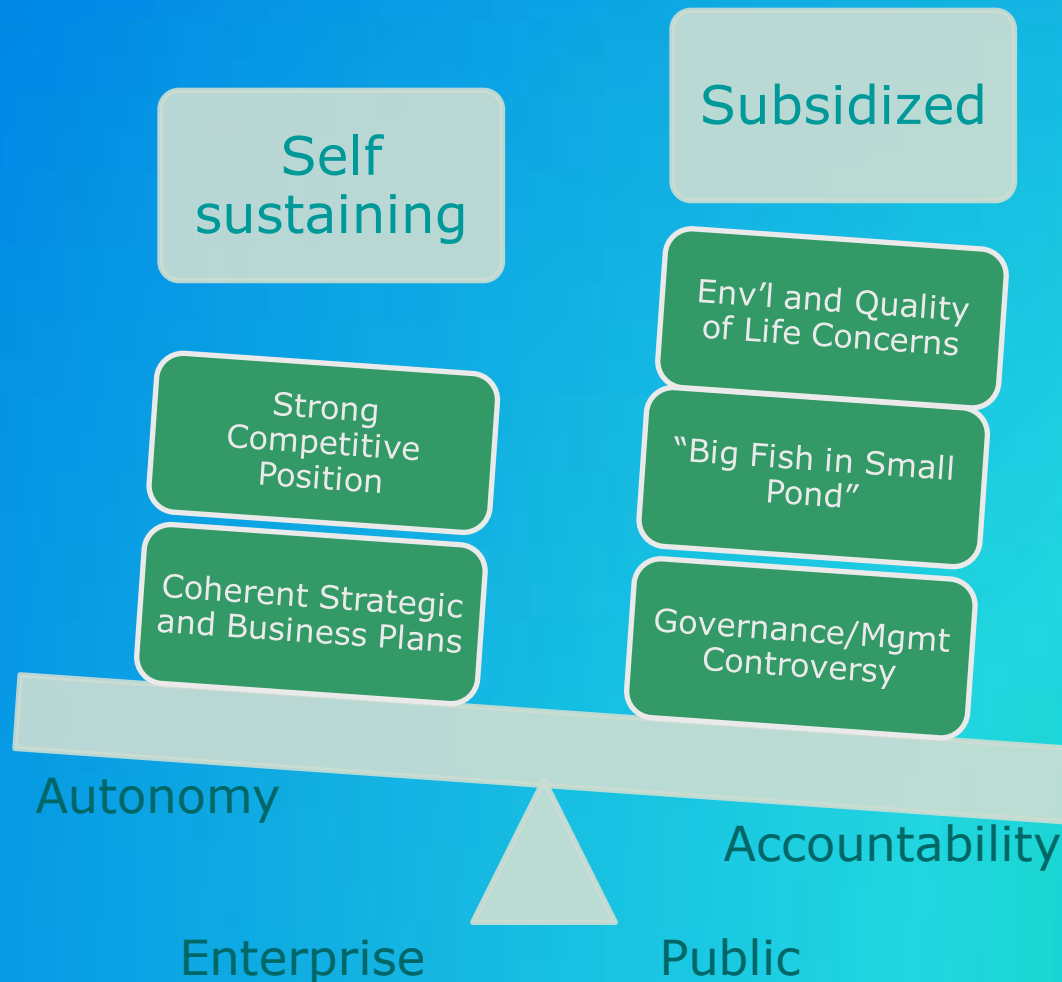 Self
sustaining
Subsidized
Strong
Competitive
Position
Coherent Strategic
and Business Plans
Env’l and Quality
of Life Concerns
“Big Fish in Small
Pond”
Governance/Mgmt
Controversy
Autonomy
Accountability
Enterprise
Public